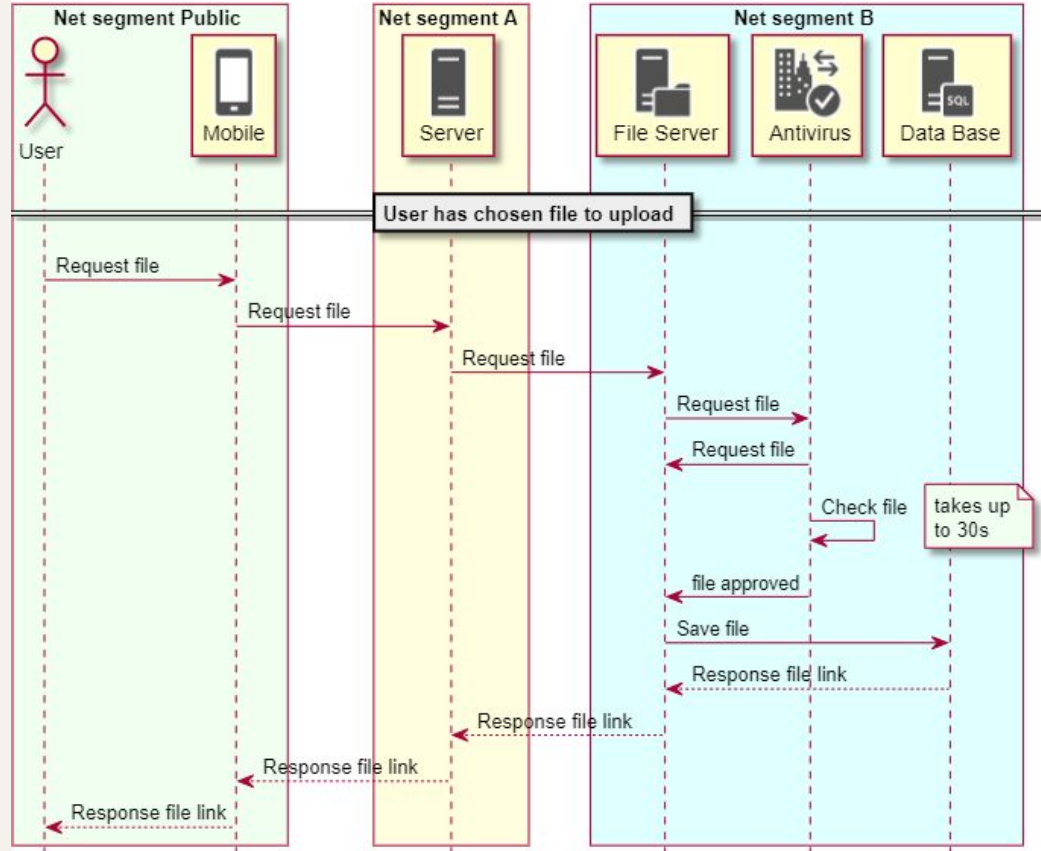 Net segment Public
Net segment A
Net segment B
User
Mobile
Server
File Server
Antivirus
SQL
Data Base
User has chosen file to upload
Request file
Request file
Request file
Request file
Request file
Check file
takes up
to 30s
file approved
Save file
Response file link
Response file link
Response file link
Response file link